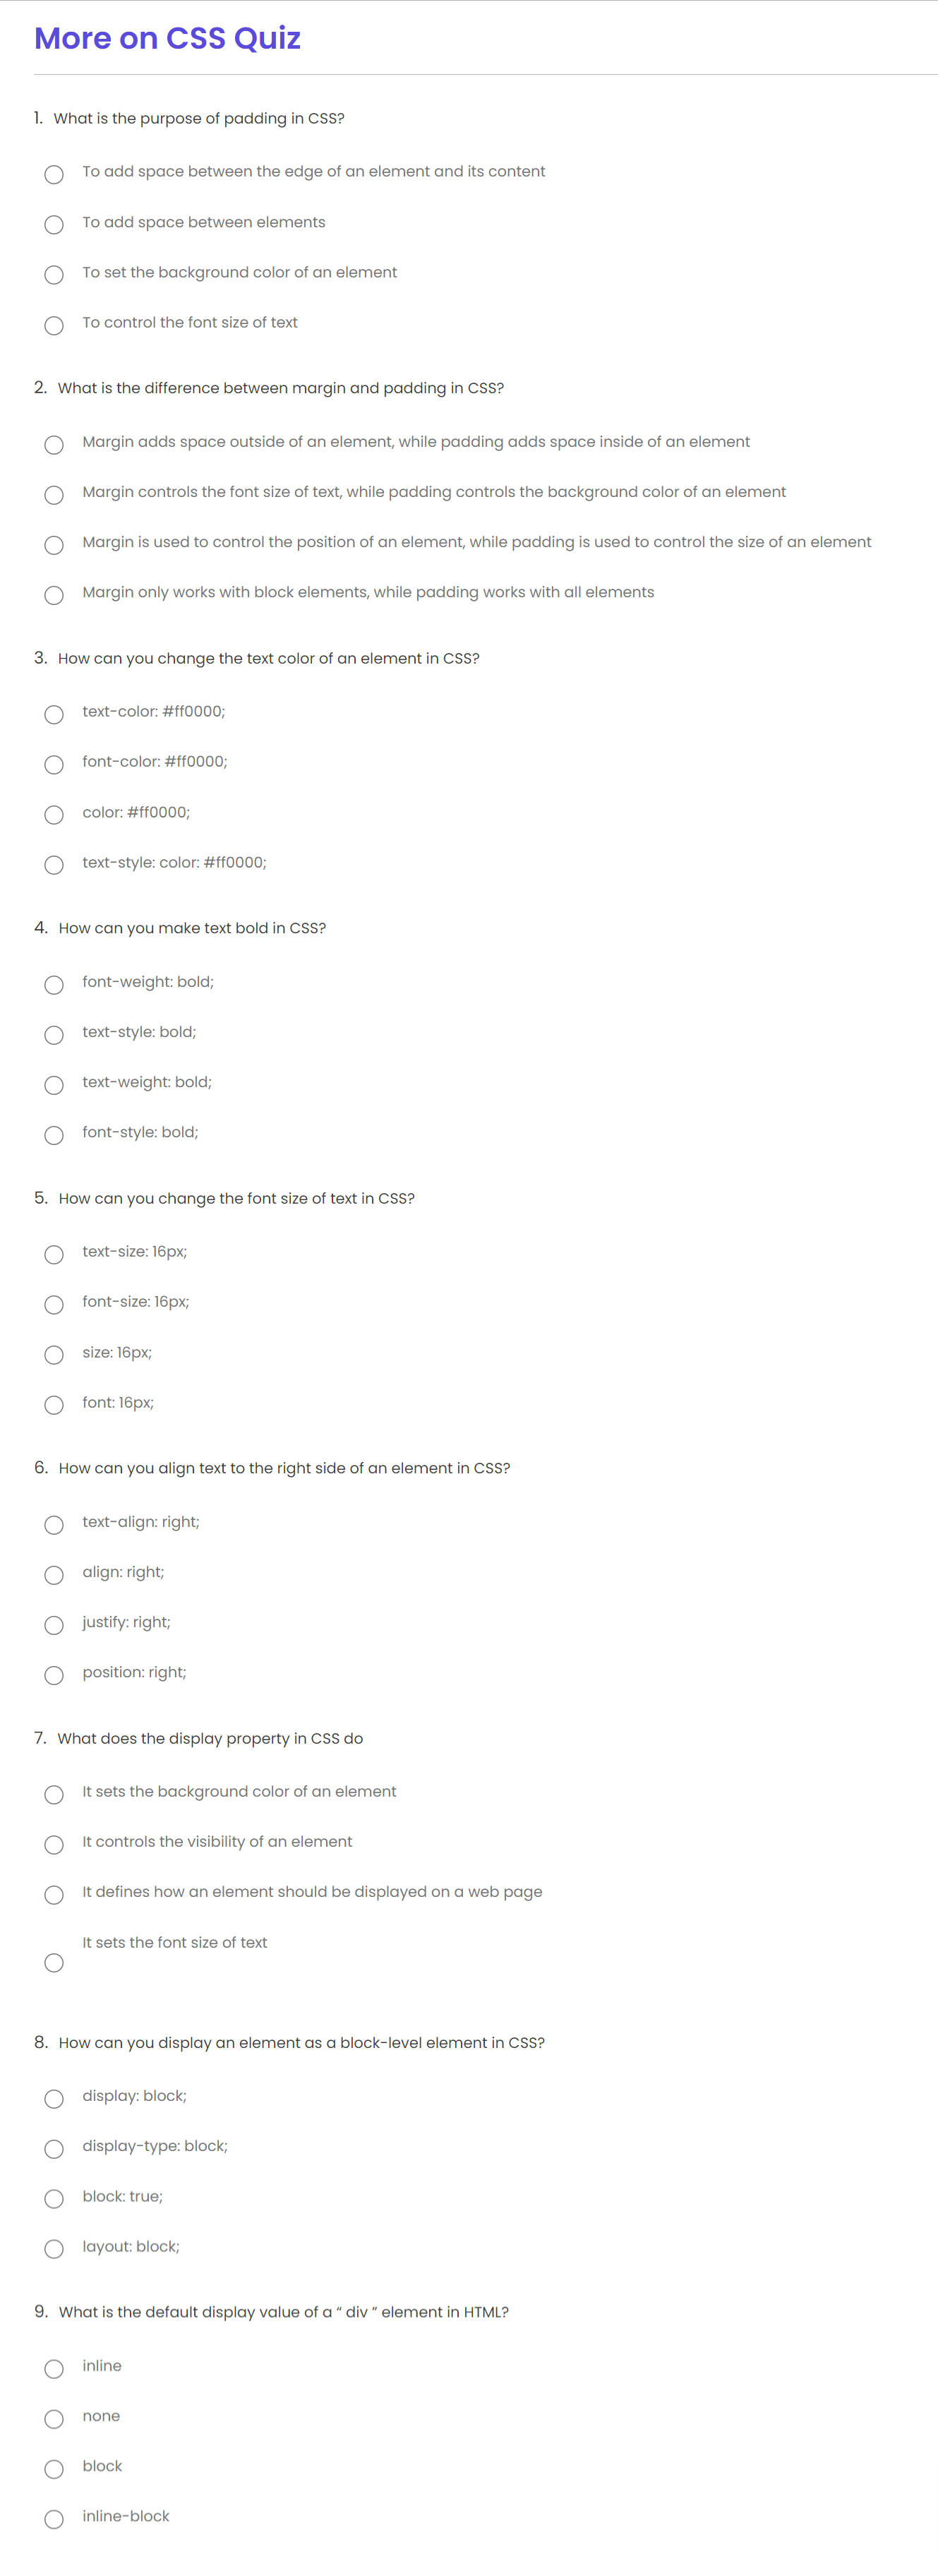 More on CSS Quiz
1. What is the purpose of padding in CSS?
To add space between the edge of an element and its content
To add space between elements
To set the background color of an element
To control the font size of text
2. What is the difference between margin and padding in CSS?
Margin adds space outside of an element, while padding adds space inside of an element
Margin controls the font size of text, while padding controls the background color of an element
Margin is used to control the position of an element, while padding is used to control the size of an element
Margin only works with block elements, while padding works with all elements
3. How can you change the text color of an element in CSS?
text-color: #ff0000;
font-color: #ff0000;
color: #ff0000;
text-style: color: #ff0000;
4. How can you make text bold in CSS?
font-weight: bold;
text-style: bold;
text-weight: bold;
font-style: bold;
5. How can you change the font size of text in CSS?
text-size: 16px;
font-size: 16px;
size: 16px;
font: 16px;
6. How can you align text to the right side of an element in CSS?
text-align: right;
align: right;
justify: right;
position: right;
7. What does the display property in CSS do
It sets the background color of an element
It controls the visibility of an element
It defines how an element should be displayed on a web page
It sets the font size of text
8. How can you display an element as a block-level element in CSS?
display: block;
display-type: block;
block: true;
layout: block;
9. What is the default display value of a “ div ” element in HTML?
inline
none
block
inline-block